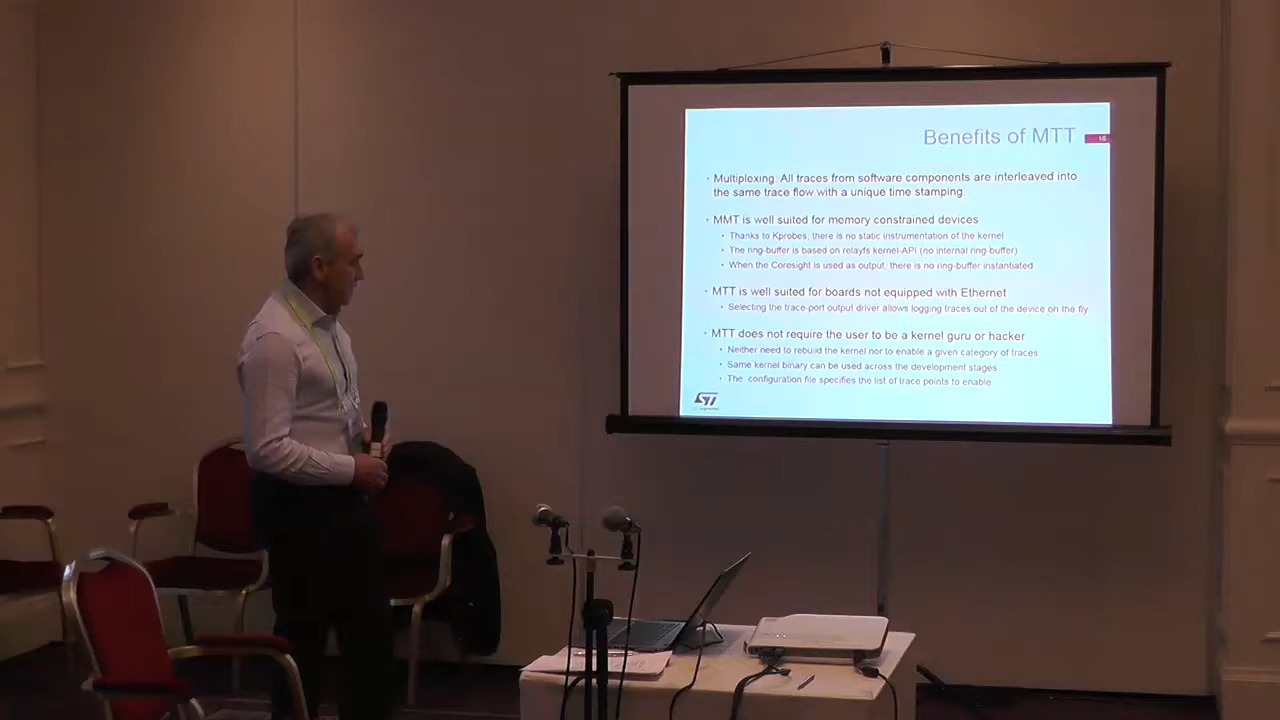 Benefits of MTT
16
Multiplexing: All traces from software components are interleaved into
the same trace flow with a unique time stamping.
MMT is well suited for memory constrained devices
Thanks to Kprobes, there is no static instrumentation of the kernel
The ring-buffer is based on relayfs kernel-API (no internal ring-buffer)
When the Coresight is used as output, there is no ring-buffer instantiated
MTT is well suited for boards not equipped with Ethernet
Selecting the trace-port output driver allows logging traces out of the device on the fly
MTT does not require the user to be a kernel guru or hacker
Neither need to rebuild the kernel nor to enable a given category of traces
Same kernel binary can be used across the development stages
The configuration file specifies the list of trace points to enable
ST